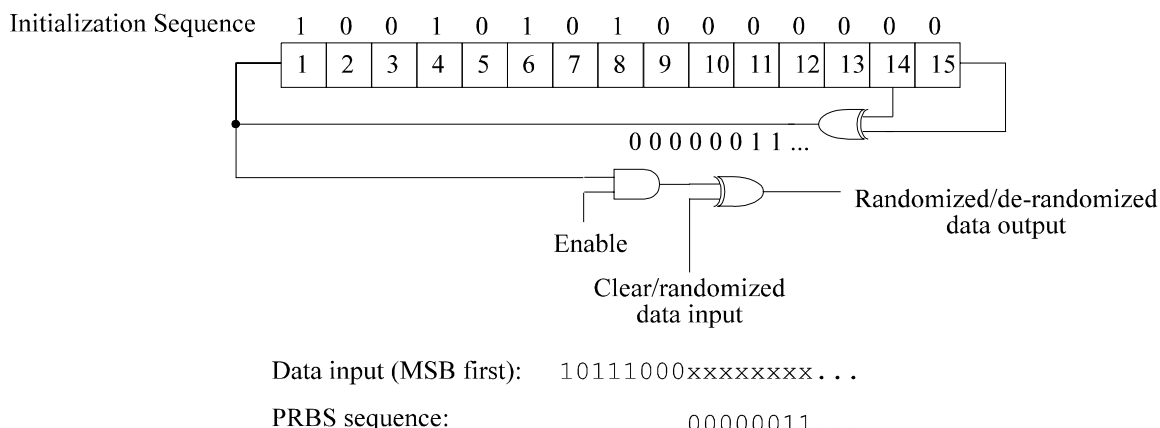 Initialization Sequence 1 0 0 1 0 1 0 1 0 0 0 0 0 0 0
1 2 3 4 5 6 7 8 9 10 11 12 13 14 15
0 0 0 0 0 0 1 1 ...
Randomized/de-randomized
data output
Enable
Clear/randomized
data input
Data input (MSB first): 10111000xxxxxxxx...
PRBS sequence: 00000011